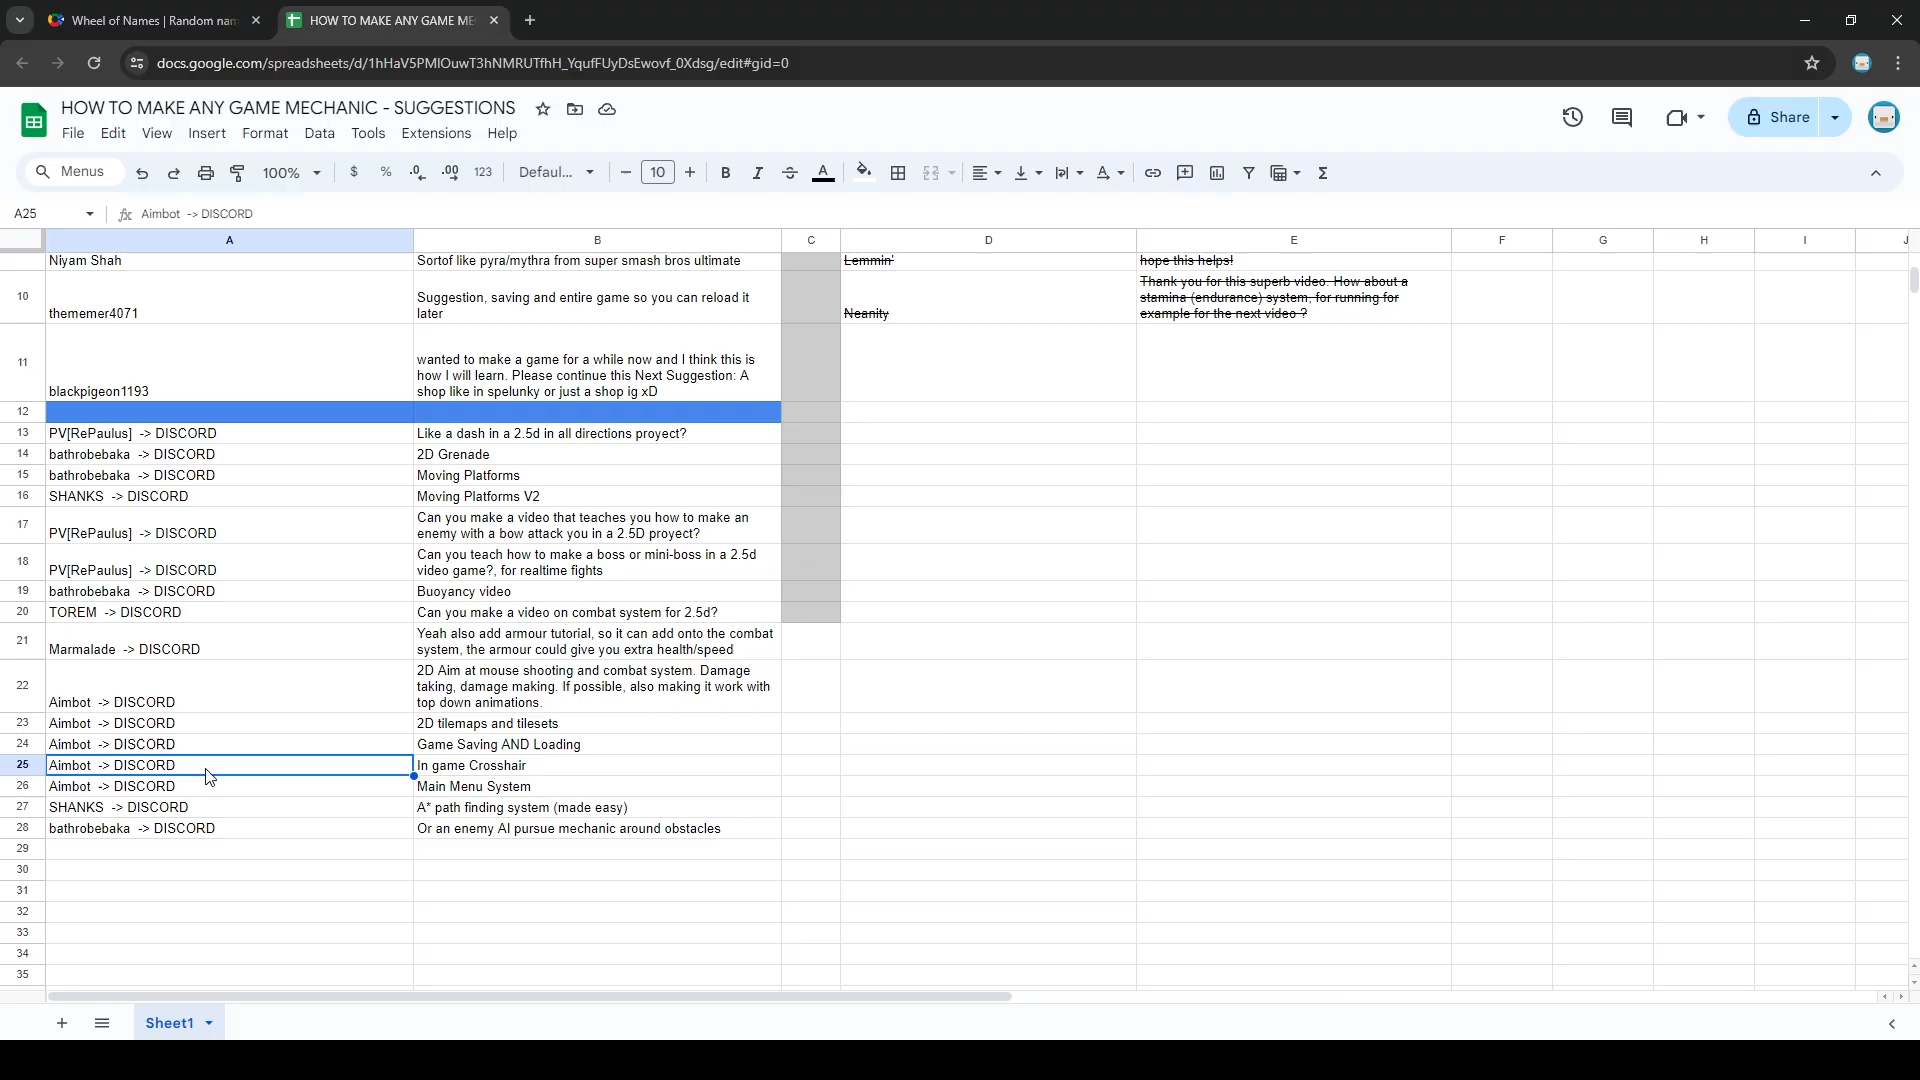 Wheel of Names | Random nam
HOW TO MAKE ANY GAME ME
docs.google.com/spreadsheets/d/1hHaV5PMIOuwT3hNMRUTfhH_YqufFUyDsEwovf_0Xdsg/edit#gid=0
HOW TO MAKE ANY GAME MECHANIC - SUGGESTIONS
File Edit View Insert Format Data Tools Extensions Help
Share
Menus 100% $ % .0 .00 123 Defaul... 10 B I A
A25 fx Aimbot -> DISCORD
A B C D E F G H I J
Niyam Shah Sortof like pyra/mythra from super smash bros ultimate Lemmin' hope this helps!
10 thememer4071
Suggestion, saving and entire game so you can reload it
later
Neanity
Thank you for this superb video. How about a
stamina (endurance) system, for running for
example for the next video ?
11 blackpigeon1193
wanted to make a game for a while now and I think this is
how I will learn. Please continue this Next Suggestion: A
shop like in spelunky or just a shop ig xD
12
13 PV[RePaulus] -> DISCORD Like a dash in a 2.5d in all directions proyect?
14 bathrobebaka -> DISCORD 2D Grenade
15 bathrobebaka -> DISCORD Moving Platforms
16 SHANKS -> DISCORD Moving Platforms V2
17 PV[RePaulus] -> DISCORD
Can you make a video that teaches you how to make an
enemy with a bow attack you in a 2.5D proyect?
18 PV[RePaulus] -> DISCORD
Can you teach how to make a boss or mini-boss in a 2.5d
video game?, for realtime fights
19 bathrobebaka -> DISCORD Buoyancy video
20 TOREM -> DISCORD Can you make a video on combat system for 2.5d?
21 Marmalade -> DISCORD
Yeah also add armour tutorial, so it can add onto the combat
system, the armour could give you extra health/speed
22 Aimbot -> DISCORD
2D Aim at mouse shooting and combat system. Damage
taking, damage making. If possible, also making it work with
top down animations.
23 Aimbot -> DISCORD 2D tilemaps and tilesets
24 Aimbot -> DISCORD Game Saving AND Loading
25 Aimbot -> DISCORD In game Crosshair
26 Aimbot -> DISCORD Main Menu System
27 SHANKS -> DISCORD A* path finding system (made easy)
28 bathrobebaka -> DISCORD Or an enemy AI pursue mechanic around obstacles
29
30
31
32
33
34
35
Sheet1